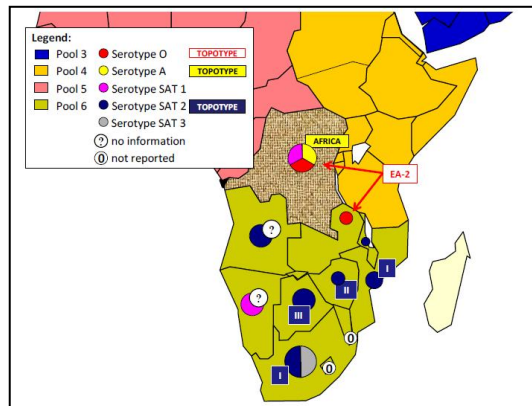 Legend:
Pool 3
Pool 4
Pool 5
Pool 6
Serotype O
Serotype A
Serotype SAT 1
Serotype SAT 2
Serotype SAT 3
TOPOTYPE
TOPOTYPE
TOPOTYPE
? no information
0 not reported
AFRICA
EA-2
?
I
II
?
III
0
I
0